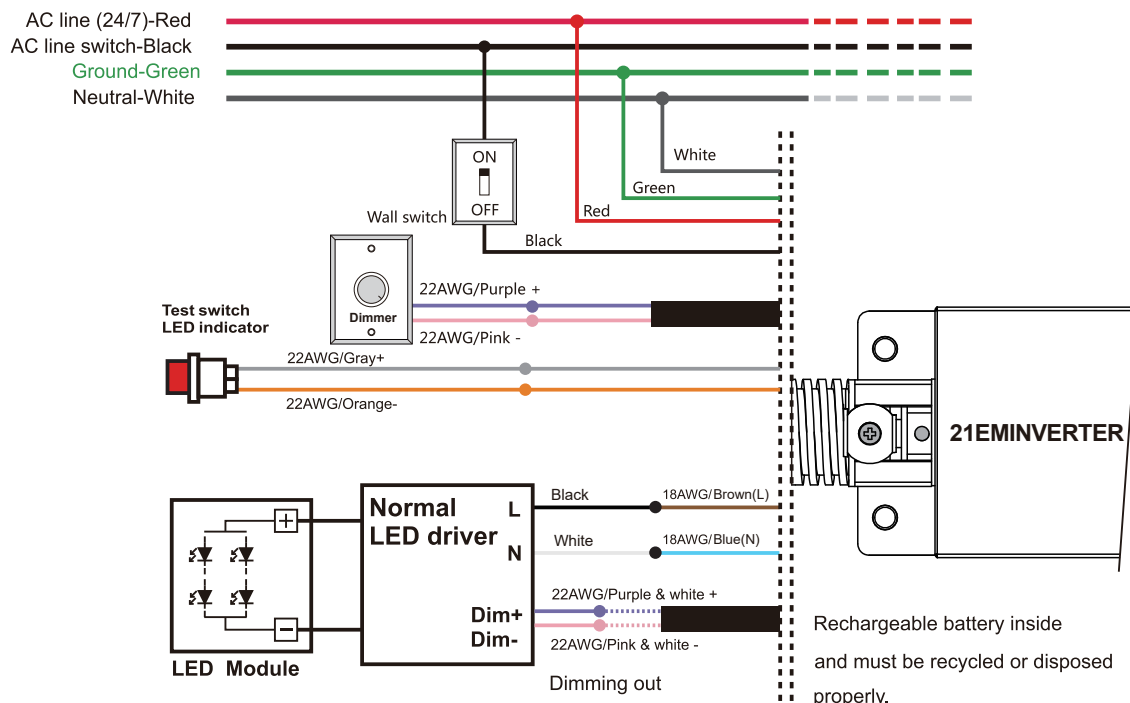 AC line (24/7)-Red
AC line switch-Black
Ground-Green
Neutral-White
ON
OFF
Wall switch
White
Green
Red
Black
Dimmer
22AWG/Purple +
22AWG/Pink -
Test switch
LED indicator
22AWG/Gray+
22AWG/Orange-
21EMINVERTER
+
-
LED Module
Normal
LED driver
L
N
Dim+
Dim-
Black
18AWG/Brown(L)
White
18AWG/Blue(N)
22AWG/Purple & white +
22AWG/Pink & white -
Dimming out
Rechargeable battery inside
and must be recycled or disposed
properly.